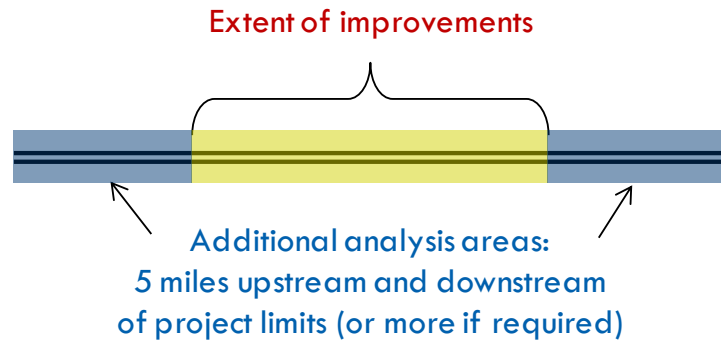 Extent of improvements
Additional analysis areas:
5 miles upstream and downstream
of project limits (or more if required)